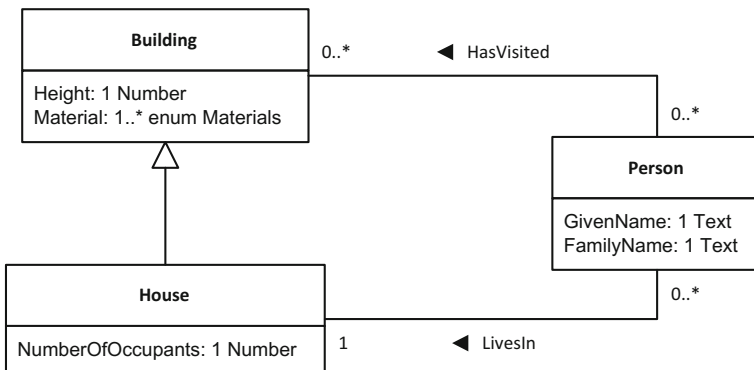 Building
Height: 1 Number
Material: 1..* enum Materials
0..*
◄ HasVisited
0..*
Person
GivenName: 1 Text
FamilyName: 1 Text
0..*
House
NumberOfOccupants: 1 Number
1
◄ LivesIn